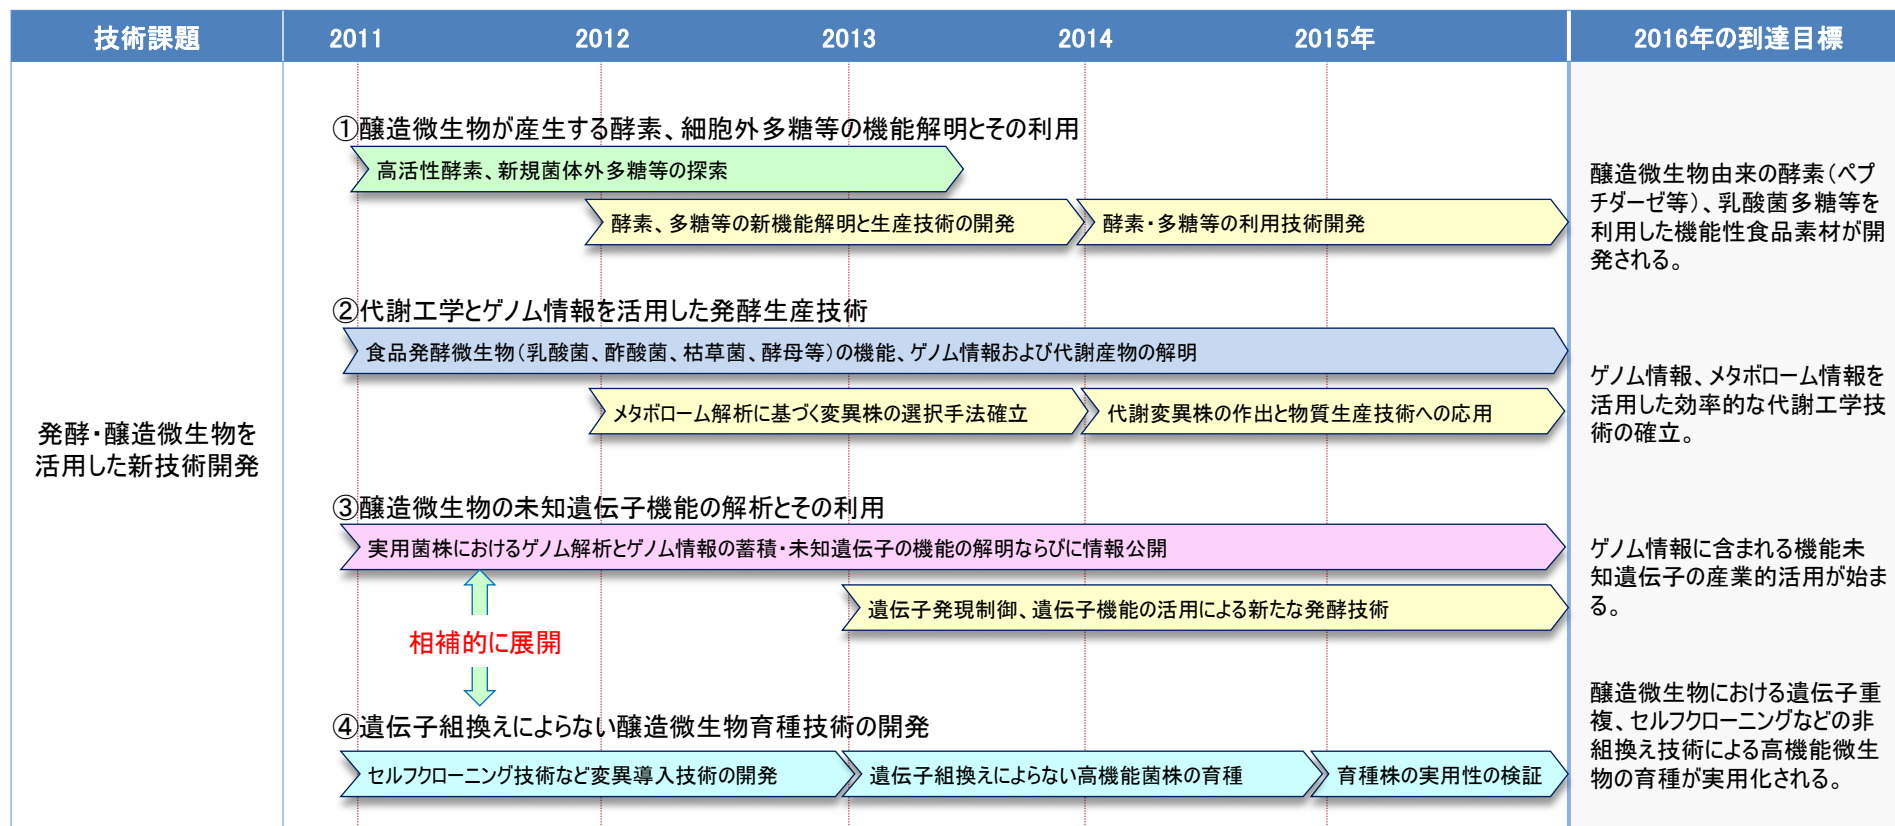 技術課題
2011
2012
2013
2014
2015年
2016年の到達目標
発酵・醸造微生物を
活用した新技術開発
①醸造微生物が産生する酵素、細胞外多糖等の機能解明とその利用
高活性酵素、新規菌体外多糖等の探索
酵素、多糖等の新機能解明と生産技術の開発
酵素・多糖等の利用技術開発
醸造微生物由来の酵素（ペプ
チダーゼ等）、乳酸菌多糖等を
利用した機能性食品素材が開
発される。
②代謝工学とゲノム情報を活用した発酵生産技術
食品発酵微生物（乳酸菌、酢酸菌、枯草菌、酵母等）の機能、ゲノム情報および代謝産物の解明
メタボローム解析に基づく変異株の選択手法確立
代謝変異株の作出と物質生産技術への応用
ゲノム情報、メタボローム情報を
活用した効率的な代謝工学技
術の確立。
③醸造微生物の未知遺伝子機能の解析とその利用
実用菌株におけるゲノム解析とゲノム情報の蓄積・未知遺伝子の機能の解明ならびに情報公開
遺伝子発現制御、遺伝子機能の活用による新たな発酵技術
ゲノム情報に含まれる機能未
知遺伝子の産業的活用が始ま
る。
相補的に展開
④遺伝子組換えによらない醸造微生物育種技術の開発
セルフクローニング技術など変異導入技術の開発
遺伝子組換えによらない高機能菌株の育種
育種株の実用性の検証
醸造微生物における遺伝子重
複、セルフクローニングなどの非
組換え技術による高機能微生
物の育種が実用化される。